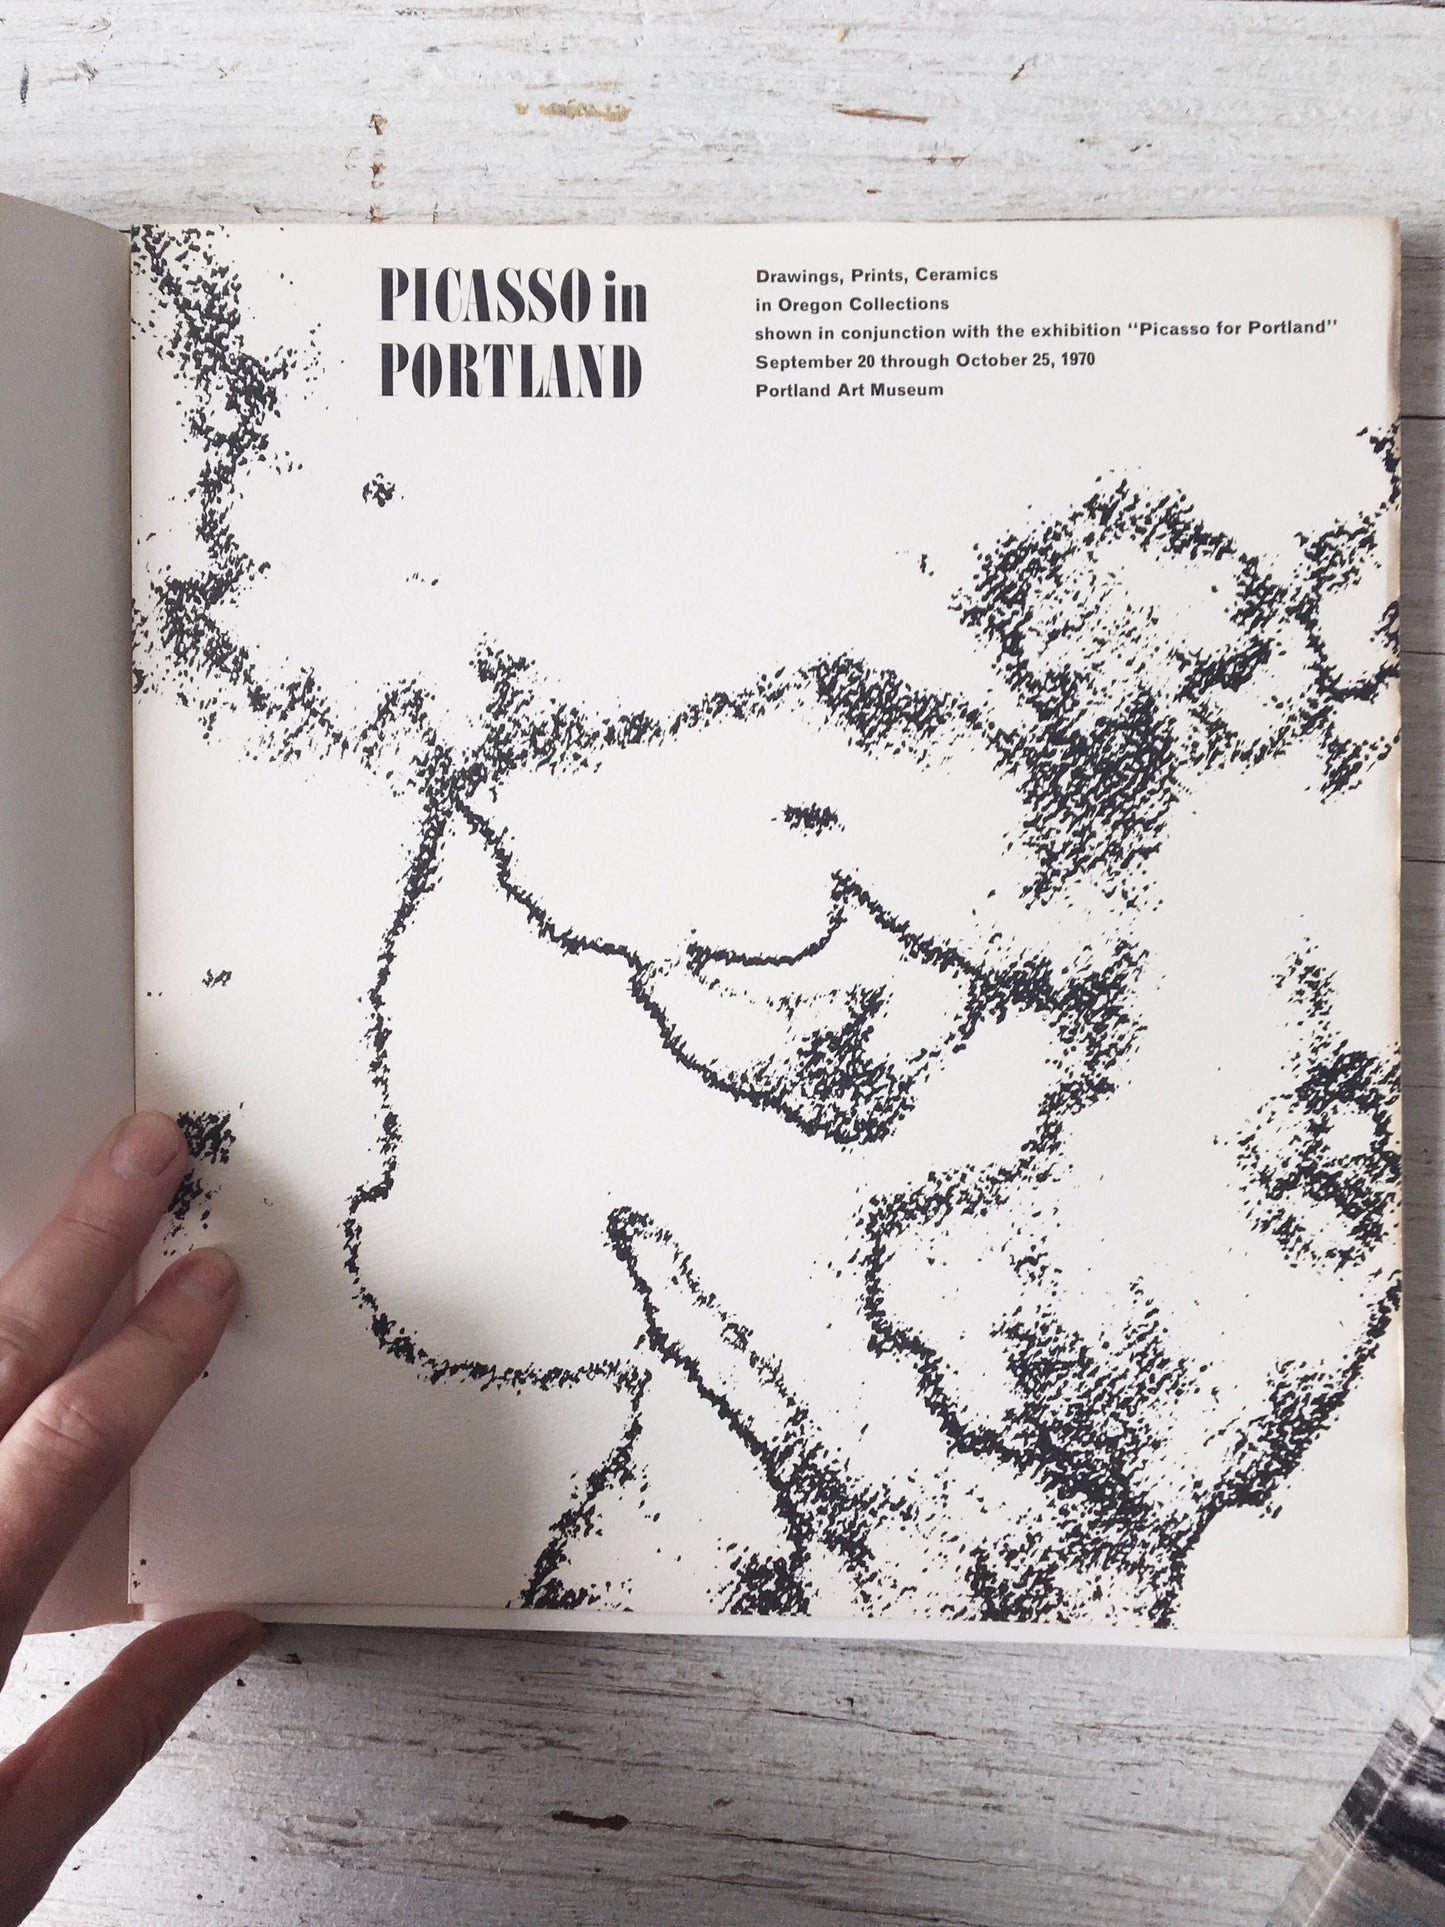 PICASSO in
PORTLAND
Drawings, Prints, Ceramics
in Oregon Collections
shown in conjunction with the exhibition "Picasso for Portland"
September 20 through October 25, 1970
Portland Art Museum